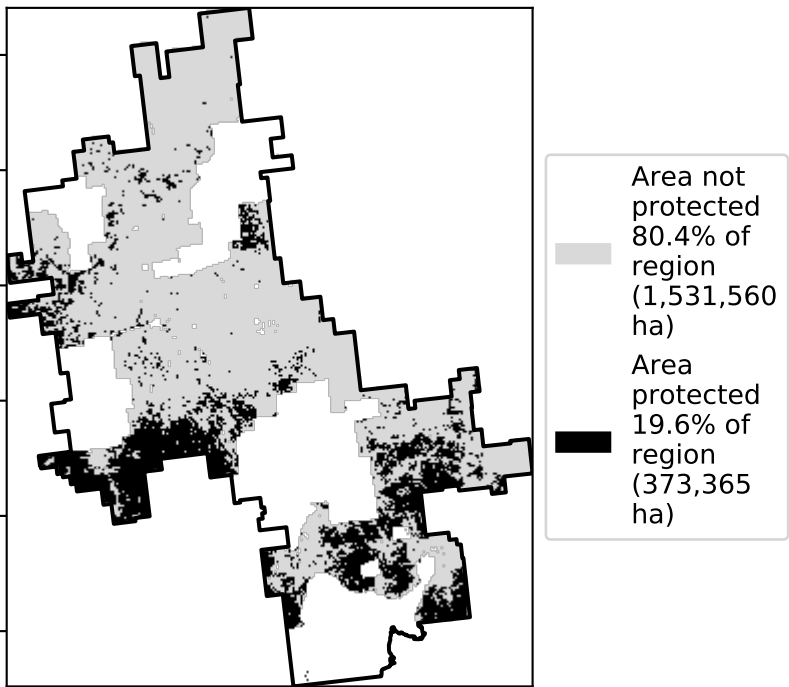 Area not
protected
80.4% of
region
(1,531,560
ha)
Area
protected
19.6% of
region
(373,365
ha)